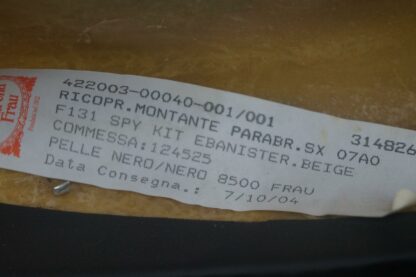 Frau
422003-00040-001/001
RICOPR.MONTANTE PARABR.SX 07A0
314826
F131 SPY KIT EBANISTER.BEIGE
COMMESSA:124525
PELLE NERO/NERO 8500 FRAU
Data Consegna.: 7/10/04